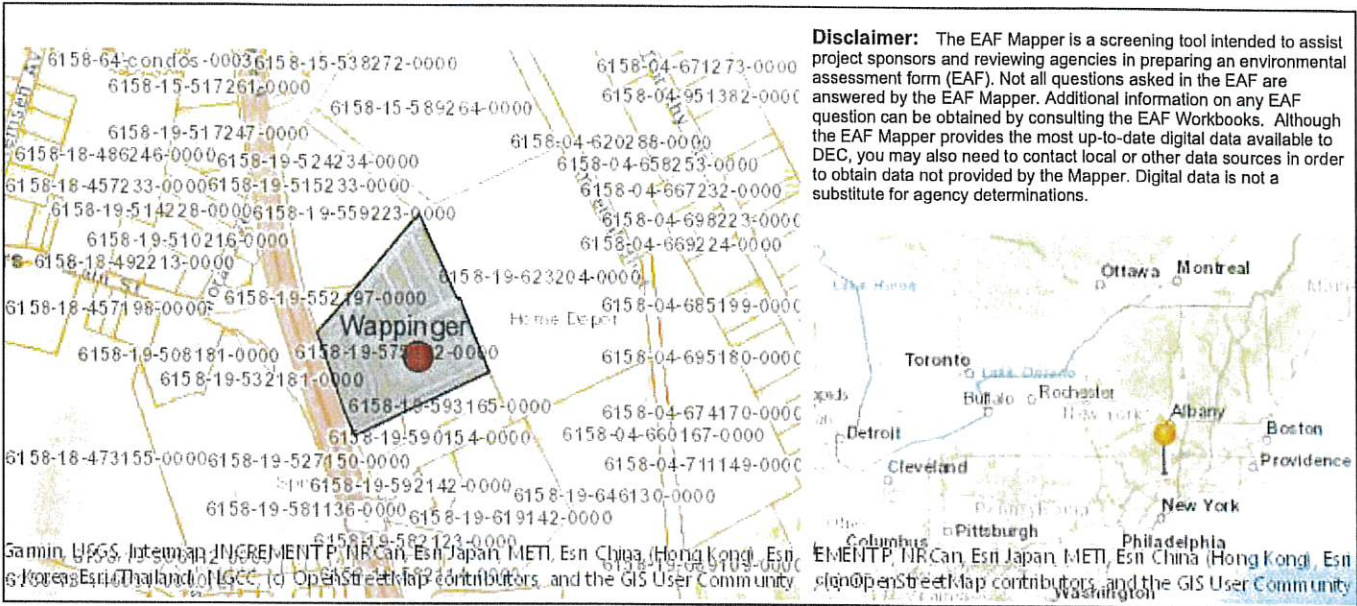 6158-64-condos-0003 6158-15-538272-0000
6158-15-517261-0000
6158-15-589264-0000
6158-19-517247-0000
6158-18-486246-0000 6158-19-524234-0000
6158-18-457233-0000 6158-19-515233-0000
6158-19-514228-0000 6158-19-559223-0000
6158-19-510216-0000
6158-18-492213-0000
6158-18-457198-0000
6158-19-552197-0000
6158-19-623204-0000
Wappinger
Home Depot
6158-19-508181-0000
6158-19-532181-0000
6158-19-593165-0000
6158-19-590154-0000
6158-18-473155-0000 6158-19-527150-0000
6158-19-592142-0000
6158-19-581136-0000 6158-19-619142-0000
6158-19-582123-0000
6158-19-646130-0000
6158-04-671273-0000
6158-04-951382-0000
6158-04-620288-0000
6158-04-658253-0000
6158-04-667232-0000
6158-04-698223-0000
6158-04-669224-0000
6158-04-685199-0000
6158-04-695180-0000
6158-04-674170-0000
6158-04-660167-0000
6158-04-711149-0000
Garmin, USGS, Intermap, INCREMENT P, NRCan, Esri Japan, METI, Esri China (Hong Kong), Esri
Korea, Esri (Thailand), NGCC, (c) OpenStreetMap contributors, and the GIS User Community
Disclaimer: The EAF Mapper is a screening tool intended to assist
project sponsors and reviewing agencies in preparing an environmental
assessment form (EAF). Not all questions asked in the EAF are
answered by the EAF Mapper. Additional information on any EAF
question can be obtained by consulting the EAF Workbooks. Although
the EAF Mapper provides the most up-to-date digital data available to
DEC, you may also need to contact local or other data sources in order
to obtain data not provided by the Mapper. Digital data is not a
substitute for agency determinations.
Ottawa
Montreal
Lake Huron
Toronto
Lake Ontario
Buffalo
Rochester
New York
Albany
Detroit
Boston
Providence
Cleveland
New York
Pennsylvania
Pittsburgh
Columbus
Philadelphia
EMENT P, NRCan, Esri Japan, METI, Esri China (Hong Kong), Esri
OpenStreetMap contributors, and the GIS User Community
Washington